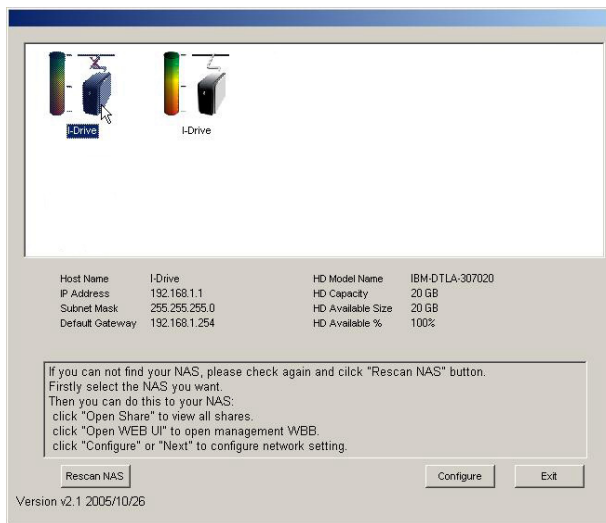 I-Drive I-Drive
Host Name I-Drive HD Model Name IBM-DTLA-307020
IP Address 192.168.1.1 HD Capacity 20 GB
Subnet Mask 255.255.255.0 HD Available Size 20 GB
Default Gateway 192.168.1.254 HD Available % 100%
If you can not find your NAS, please check again and cilck "Rescan NAS" button.
Firstly select the NAS you want.
Then you can do this to your NAS:
click "Open Share" to view all shares.
click "Open WEB UI" to open management WBB.
click "Configure" or "Next" to configure network setting.
Rescan NAS Configure Exit
Version v2.1 2005/10/26